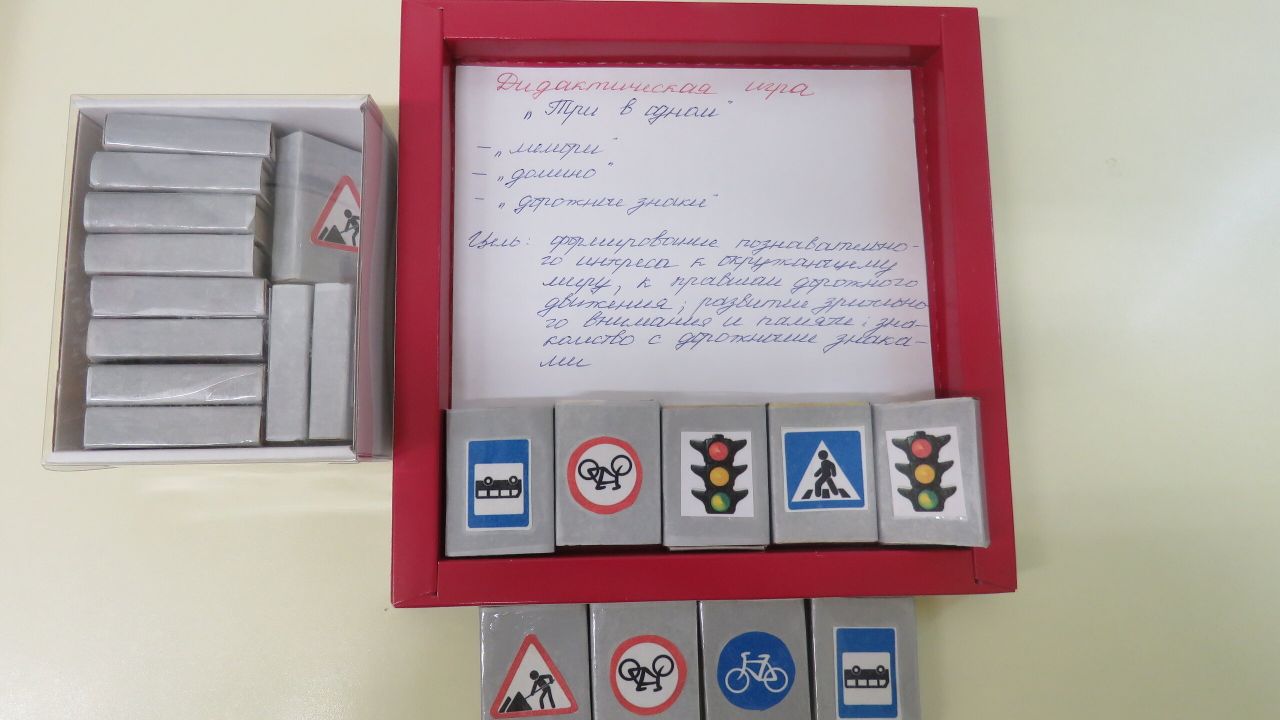 Дидактическая игра
„Три в одном"
– „мемори"
– „домино"
– „дорожные знаки"
Цель: формирование познавательно-
го интереса к окружающему
миру, к правилам дорожного
движения; развитие зрительно
го внимания и памяти; зна-
комство с дорожными знака-
ми